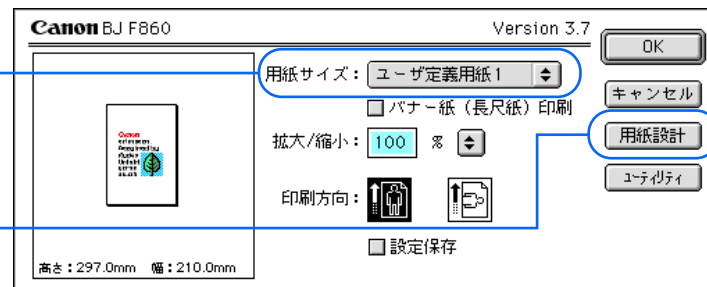 Canon BJ F860
Version 3.7
OK
用紙サイズ：ユーザ定義用紙1
キャンセル
バナー紙（長尺紙）印刷
拡大/縮小：100 %
用紙設計
ユーティリティ
印刷方向：
設定保存
Canon
高さ：297.0mm 幅：210.0mm